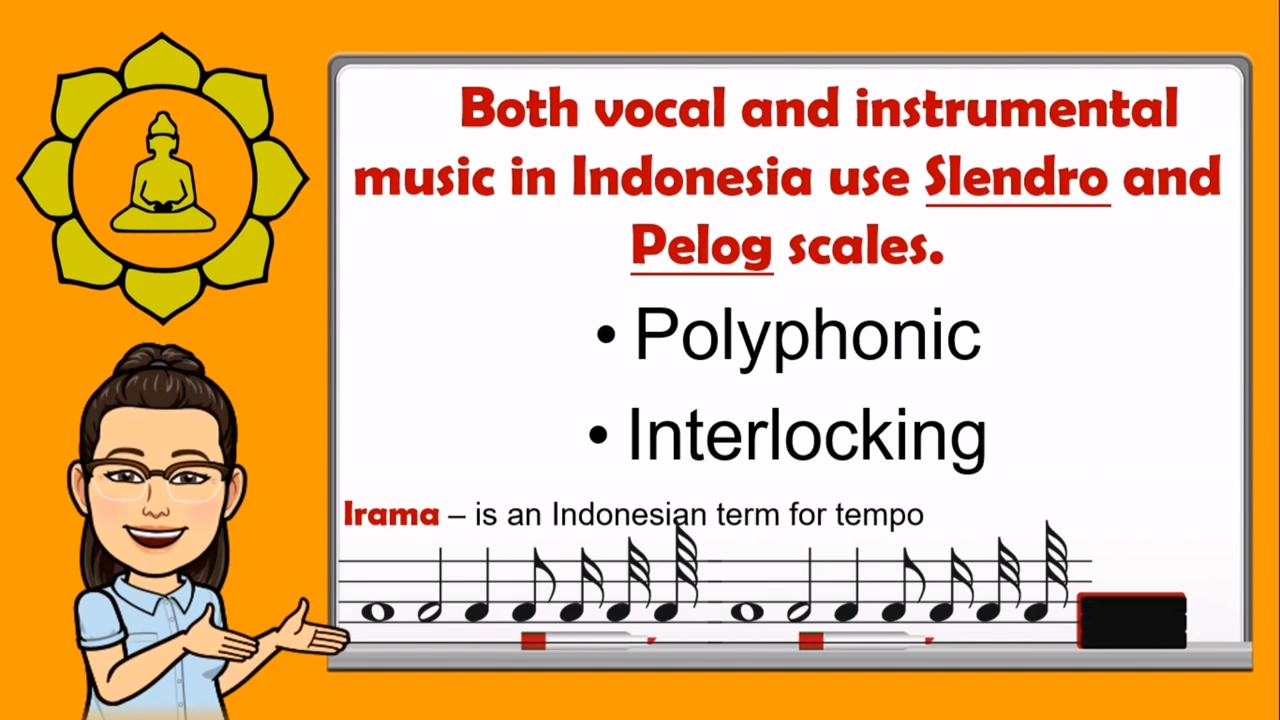 Both vocal and instrumental
music in Indonesia use Slendro and
Pelog scales.
• Polyphonic
• Interlocking
Irama – is an Indonesian term for tempo